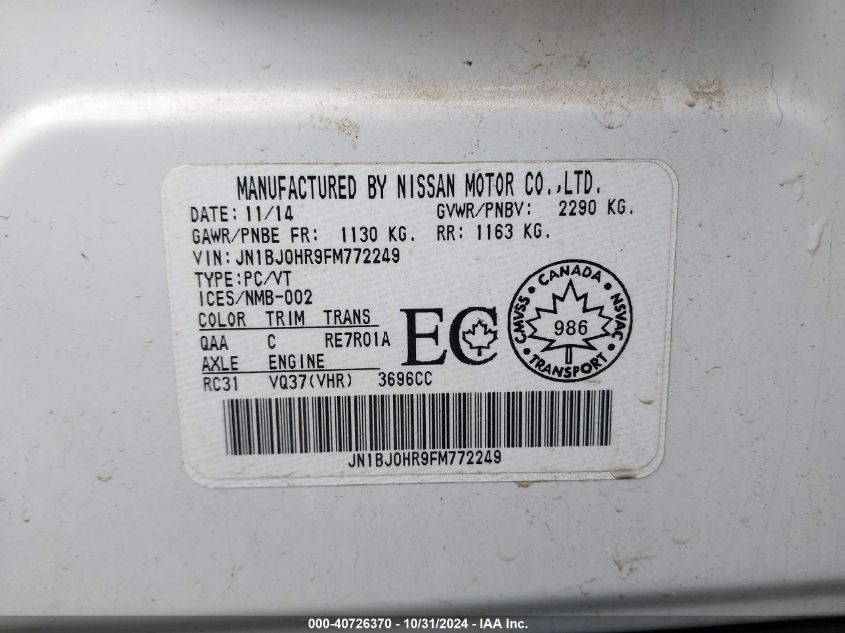 MANUFACTURED BY NISSAN MOTOR CO.,LTD.
DATE: 11/14 GVWR/PNBV: 2290 KG.
GAWR/PNBE FR: 1130 KG. RR: 1163 KG.
VIN: JN1BJ0HR9FM772249
TYPE:PC/VT
ICES/NMB-002
COLOR TRIM TRANS
QAA C RE7R01A
AXLE ENGINE
RC31 VQ37(VHR) 3696CC
EC
CANADA
CMVSS 986 NSVAC
TRANSPORT
JN1BJ0HR9FM772249
000-40726370 - 10/31/2024 - IAA Inc.